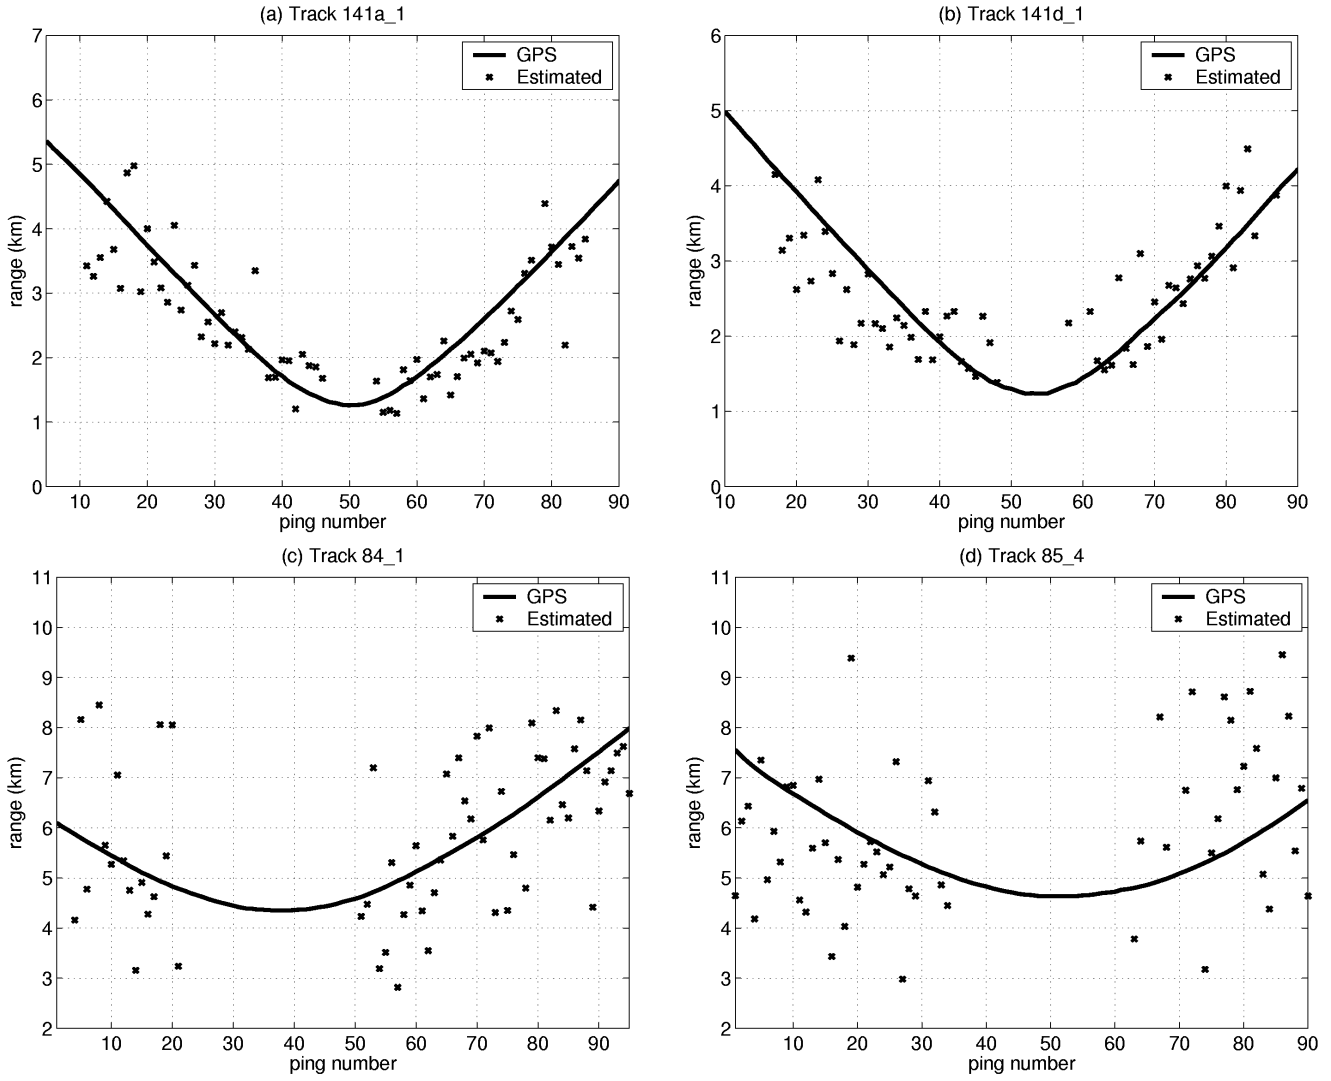 (a) Track 141a_1
7
6
5
4
3
2
1
0
range (km)
GPS
Estimated
10 20 30 40 50 60 70 80 90
ping number
(b) Track 141d_1
6
5
4
3
2
1
0
range (km)
GPS
Estimated
10 20 30 40 50 60 70 80 90
ping number
(c) Track 84_1
11
10
9
8
7
6
5
4
3
2
range (km)
GPS
Estimated
10 20 30 40 50 60 70 80 90
ping number
(d) Track 85_4
11
10
9
8
7
6
5
4
3
2
range (km)
GPS
Estimated
10 20 30 40 50 60 70 80 90
ping number